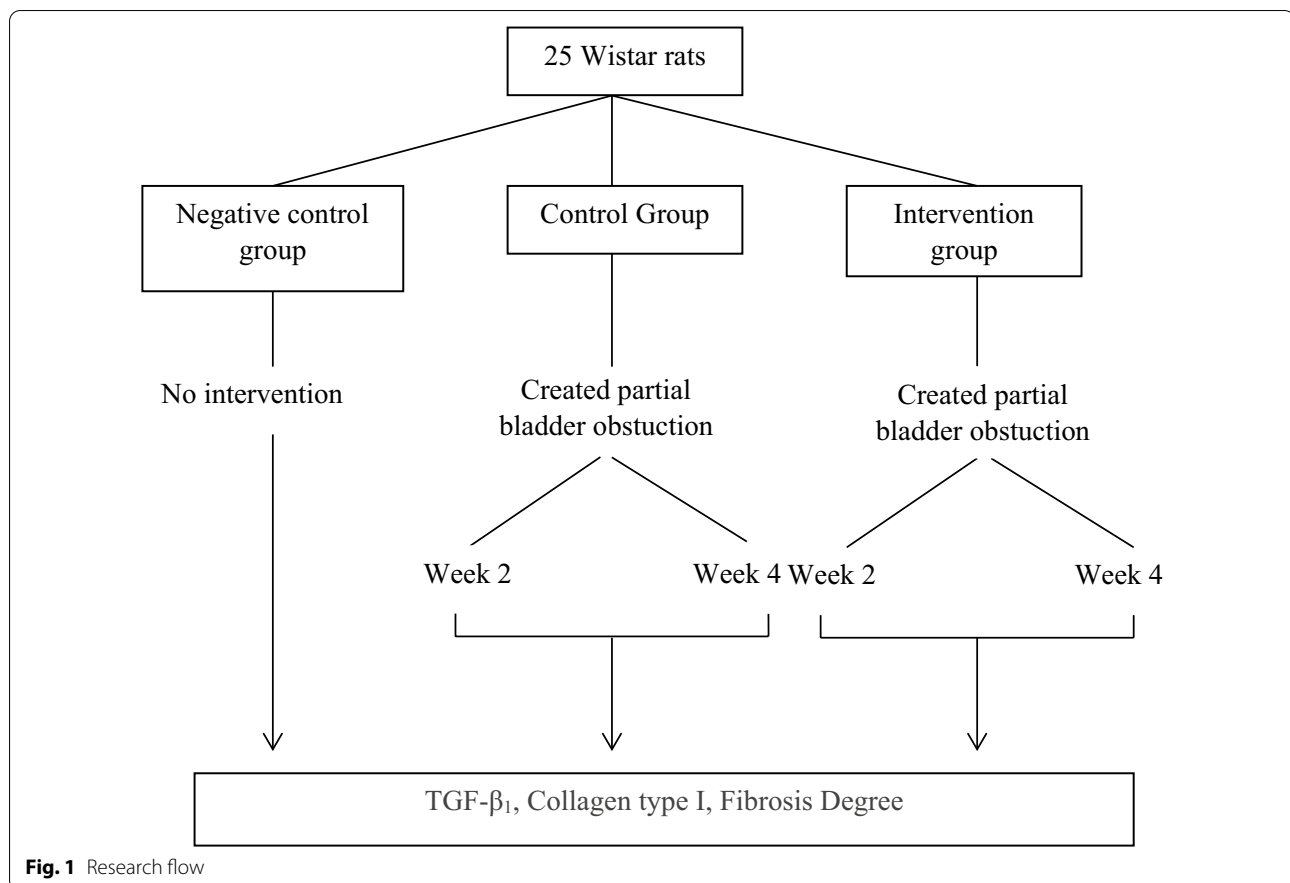 25 Wistar rats
Negative control
group
Control Group
Intervention
group
No intervention
Created partial
bladder obstuction
Created partial
bladder obstuction
Week 2
Week 4
Week 2
Week 4
TGF-β₁, Collagen type I, Fibrosis Degree
Fig. 1 Research flow